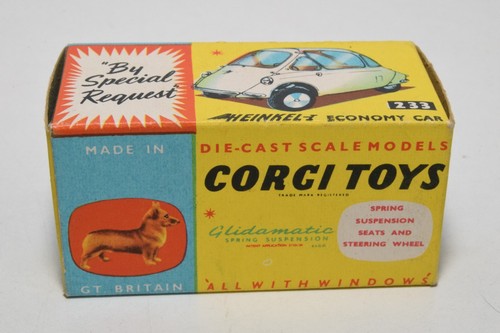 "By
Special
Request"
HEINKEL-I ECONOMY CAR
233
MADE IN
GT. BRITAIN
DIE-CAST SCALE MODELS
CORGI TOYS
TRADE MARK REGISTERED
Glidamatic
SPRING SUSPENSION
SPRING
SUSPENSION
SEATS AND
STEERING WHEEL
'ALL WITH WINDOWS'